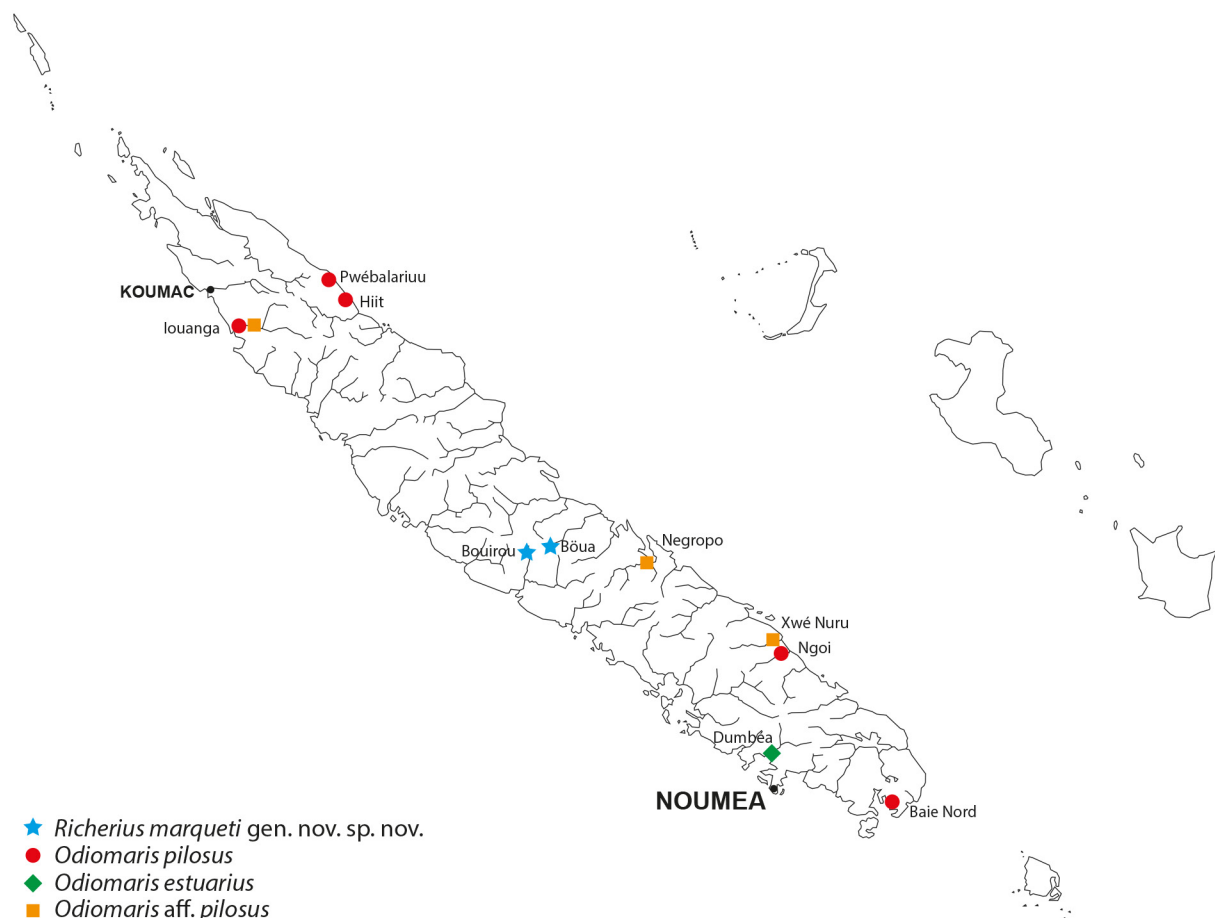 Pwébalariuu
KOUMAC
Hiit
Iouanga
Negropo
Bouirou
Böua
Xwé Nuru
Ngoi
Dumbéa
NOUMEA
Baie Nord
Richerius marqueti gen. nov. sp. nov.
Odiomaris pilosus
Odiomaris estuarius
Odiomaris aff. pilosus